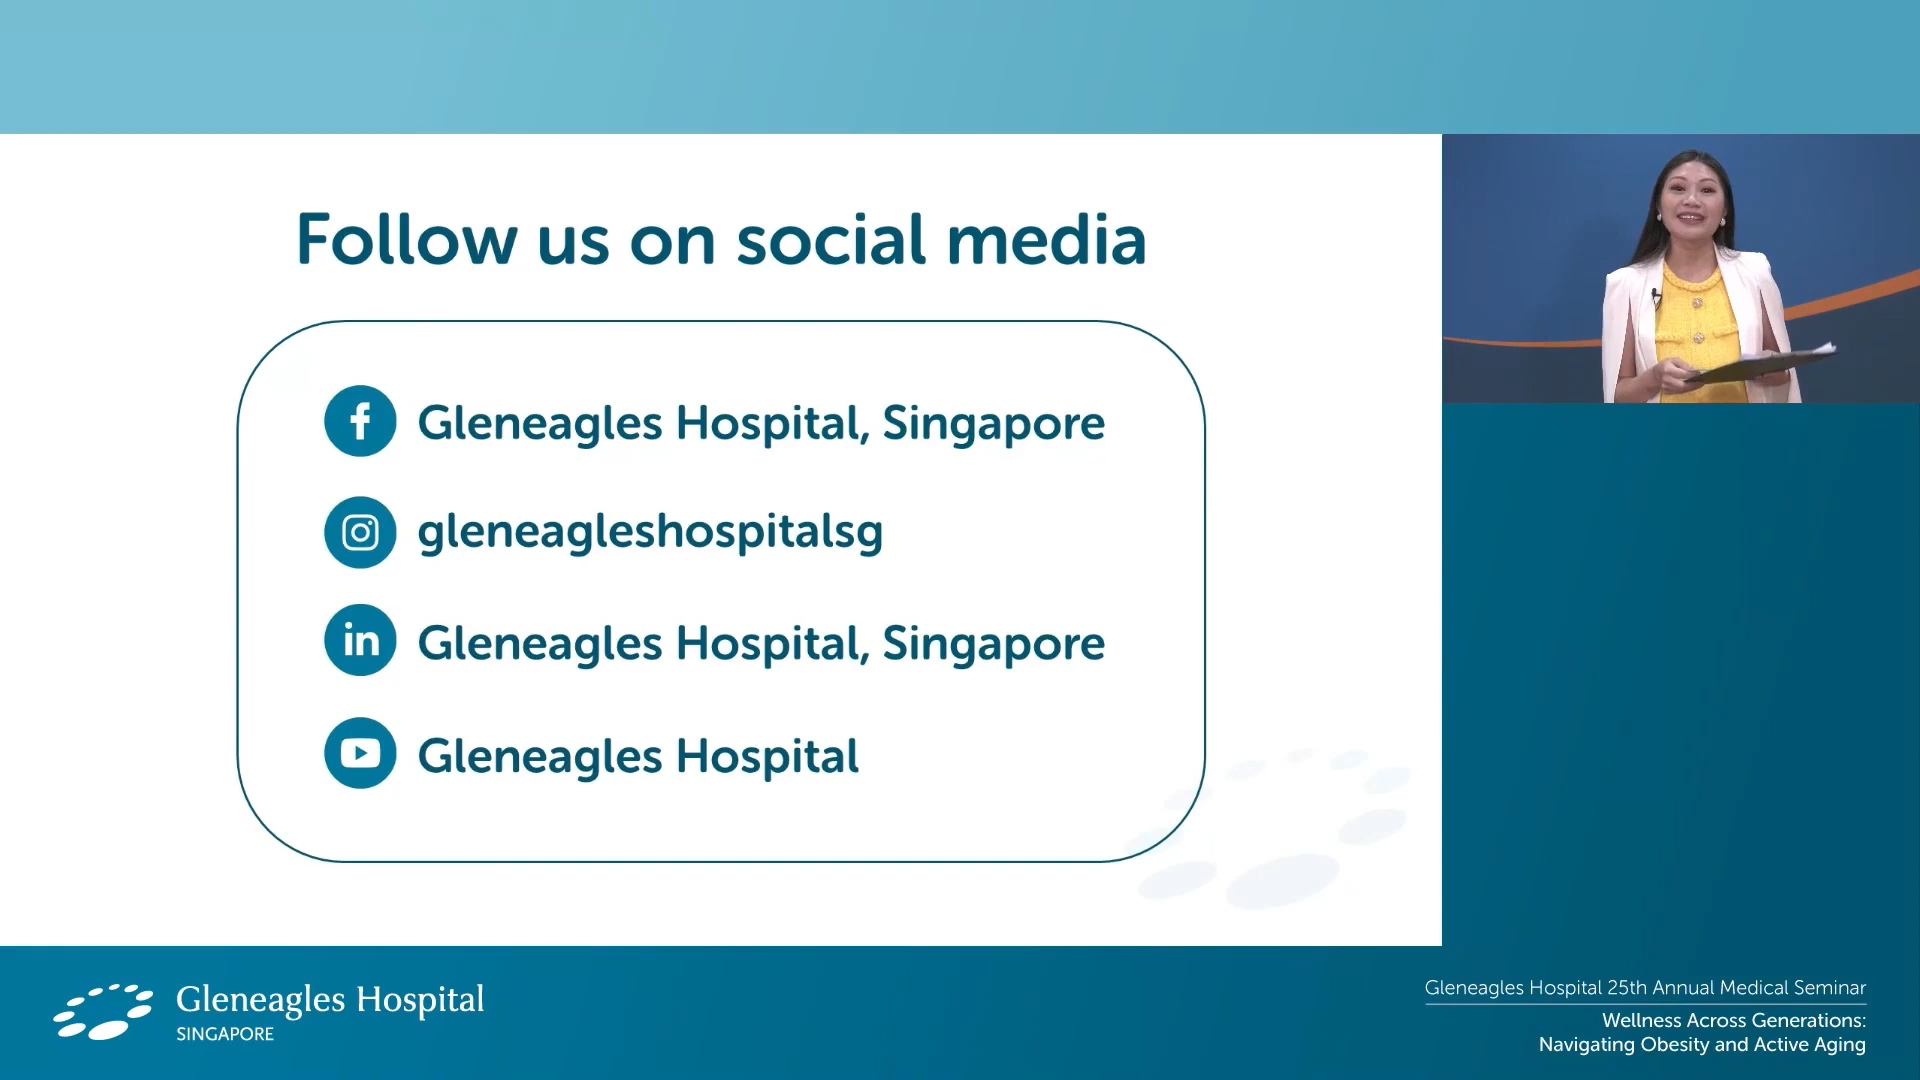 Follow us on social media
Gleneagles Hospital, Singapore
gleneagleshospitalsg
Gleneagles Hospital, Singapore
Gleneagles Hospital
Gleneagles Hospital
SINGAPORE
Gleneagles Hospital 25th Annual Medical Seminar
Wellness Across Generations:
Navigating Obesity and Active Aging